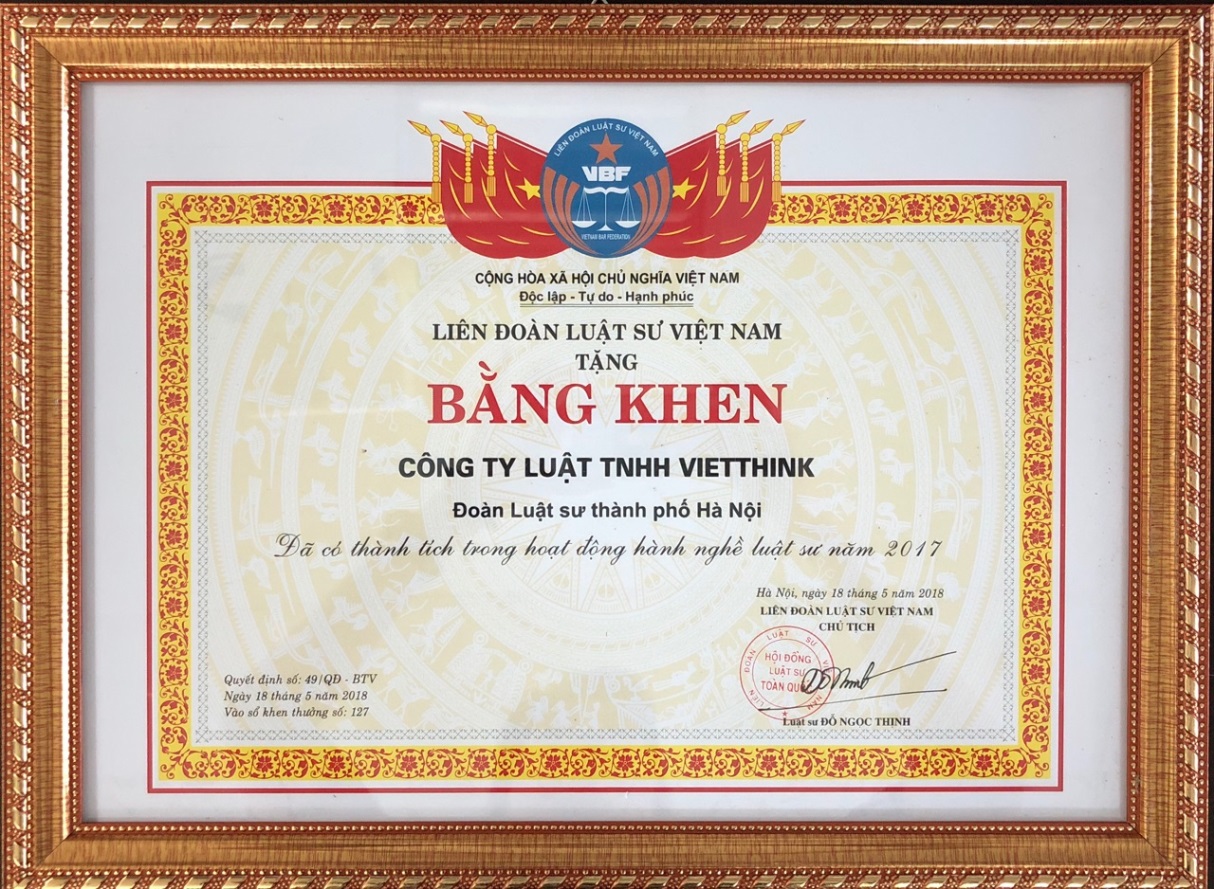 LIÊN ĐOÀN LUẬT SƯ VIỆT NAM
VBF
VIETNAM BAR FEDERATION
CỘNG HÒA XÃ HỘI CHỦ NGHĨA VIỆT NAM
Độc lập - Tự do - Hạnh phúc
LIÊN ĐOÀN LUẬT SƯ VIỆT NAM
TẶNG
BẰNG KHEN
CÔNG TY LUẬT TNHH VIETTHINK
Đoàn Luật sư thành phố Hà Nội
Đã có thành tích trong hoạt động hành nghề luật sư năm 2017
Hà Nội, ngày 18 tháng 5 năm 2018
LIÊN ĐOÀN LUẬT SƯ VIỆT NAM
CHỦ TỊCH
ĐOÀN LUẬT SƯ
HỘI ĐỒNG
LUẬT SƯ
TOÀN
Luật sư ĐỖ NGỌC THỊNH
Quyết định số: 49/QĐ - BTV
Ngày 18 tháng 5 năm 2018
Vào sổ khen thưởng số: 127